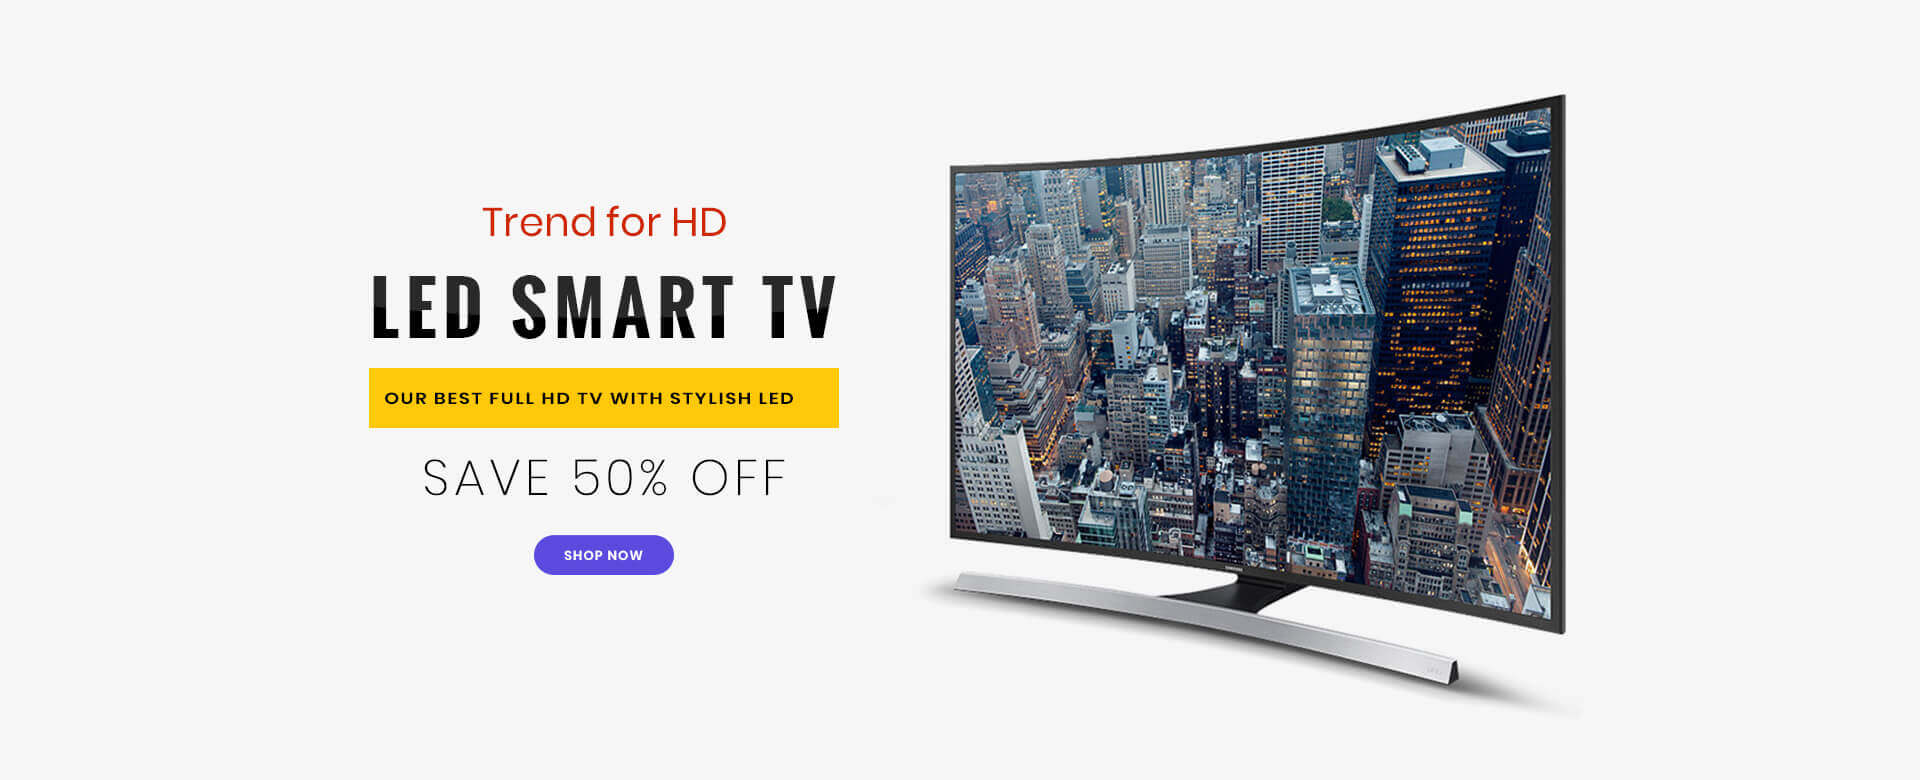 Trend for HD
LED SMART TV
OUR BEST FULL HD TV WITH STYLISH LED
SAVE 50% OFF
SHOP NOW
SAMSUNG